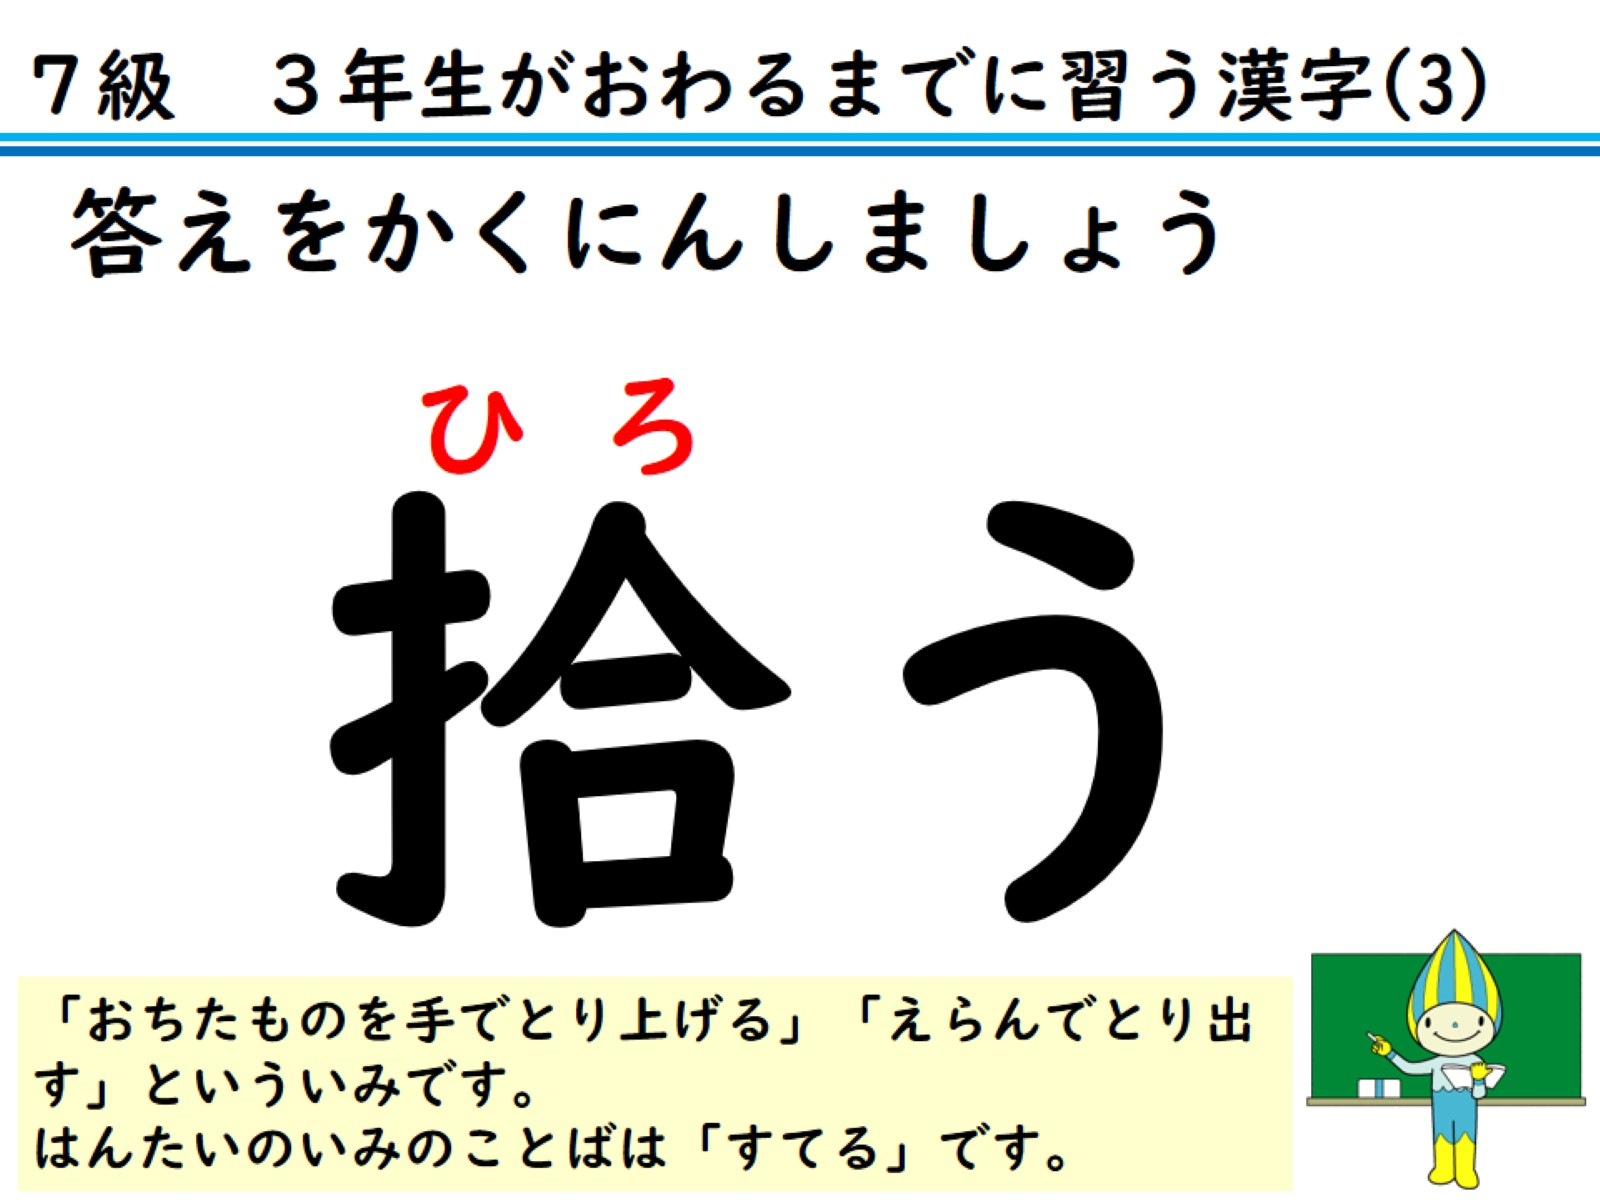 ７級　３年生がおわるまでに習う漢字(3)
答えをかくにんしましょう
ひろ
拾う
「おちたものを手でとり上げる」「えらんでとり出
す」といういみです。
はんたいのいみのことばは「すてる」です。